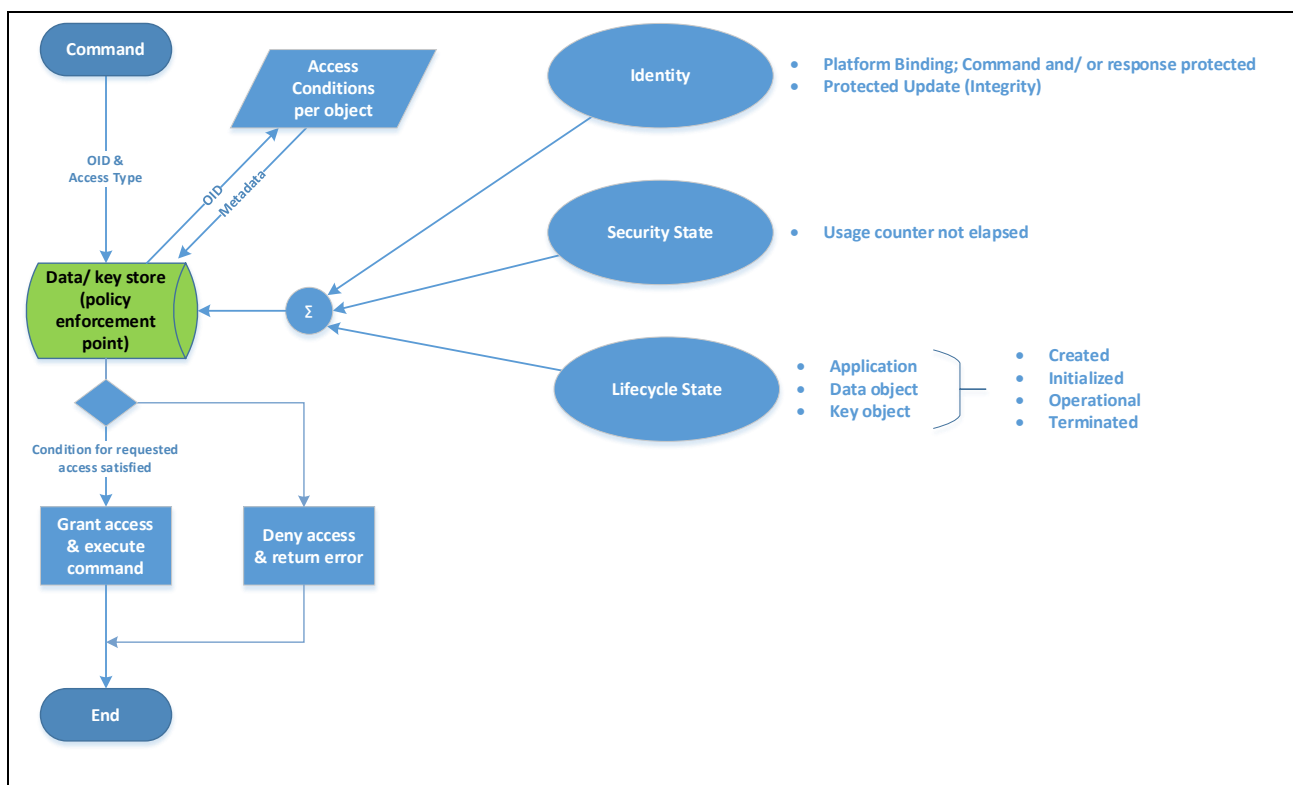 Command
Access
Conditions
per object
OID &
Access Type
OID
Metadata
Data/ key store
(policy
enforcement
point)
Σ
Identity
• Platform Binding; Command and/ or response protected
• Protected Update (Integrity)
Security State
• Usage counter not elapsed
Lifecycle State
• Application
• Data object
• Key object
• Created
• Initialized
• Operational
• Terminated
Condition for requested
access satisfied
Grant access
& execute
command
Deny access
& return error
End